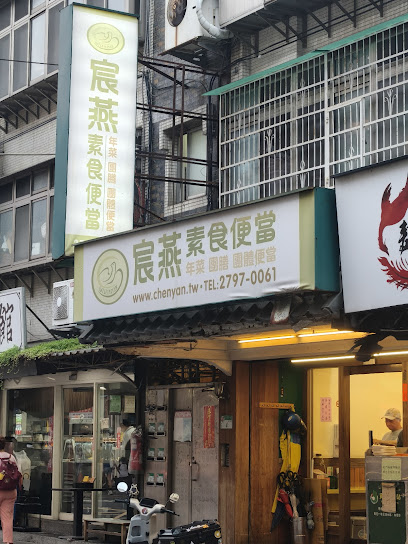 宸燕
素食便當
年菜 團膳 團體便當
宸燕 素食便當
年菜 團膳 團體便當
www.chenyan.tw•TEL:2797-0061